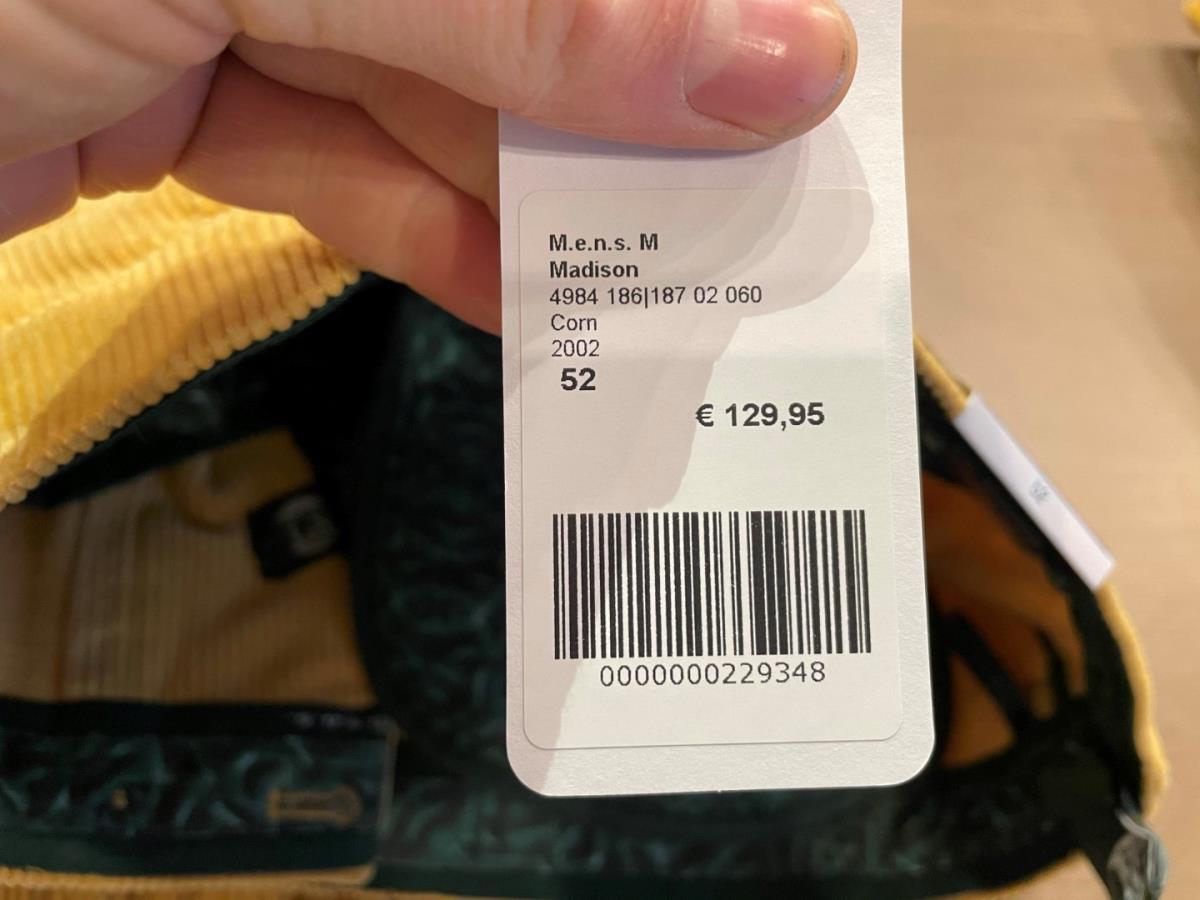 M.e.n.s. M
Madison
4984 186|187 02 060
Corn
2002
52
€ 129,95
0000000229348